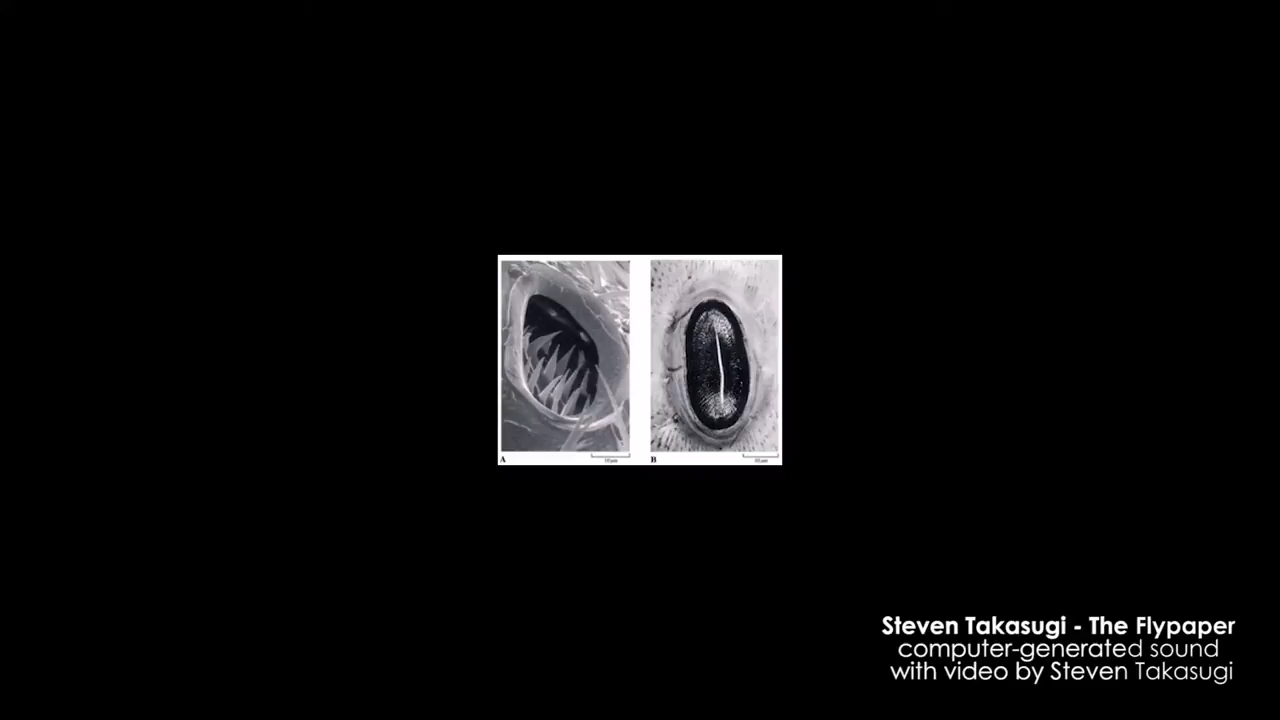 A
B
Steven Takasugi - The Flypaper
computer-generated sound
with video by Steven Takasugi